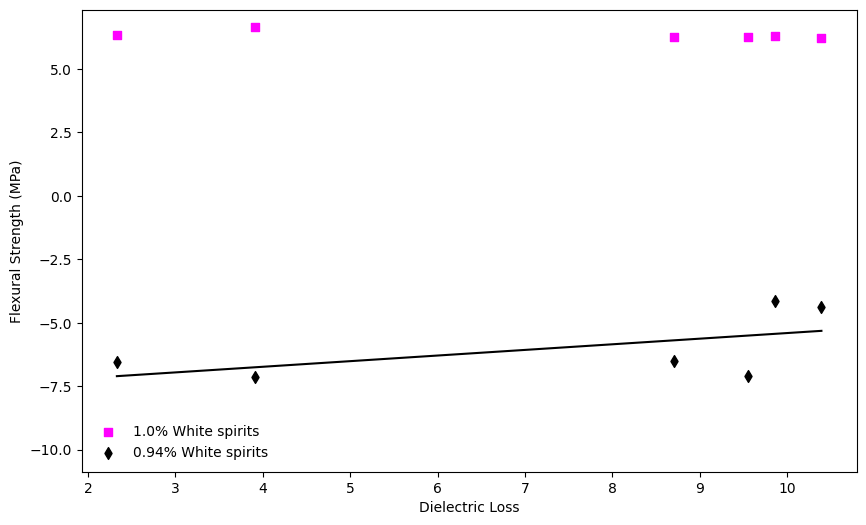 5.0
2.5
0.0
−2.5
−5.0
−7.5
−10.0
Flexural Strength (MPa)
1.0% White spirits
0.94% White spirits
2 3 4 5 6 7 8 9 10
Dielectric Loss